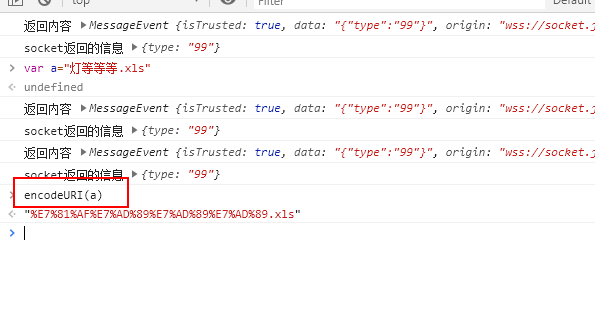 top
Filter
Default
返回内容 ▶MessageEvent {isTrusted: true, data: "{"type":"99"}", origin: "wss://socket.j
socket返回的信息 ▶{type: "99"}
> var a="灯等等等.xls"
< undefined
返回内容 ▶MessageEvent {isTrusted: true, data: "{"type":"99"}", origin: "wss://socket.j
socket返回的信息 ▶{type: "99"}
返回内容 ▶MessageEvent {isTrusted: true, data: "{"type":"99"}", origin: "wss://socket.j
socket返回的信息 ▶{type: "99"}
> encodeURI(a)
< "%E7%81%AF%E7%AD%89%E7%AD%89%E7%AD%89.xls"
>